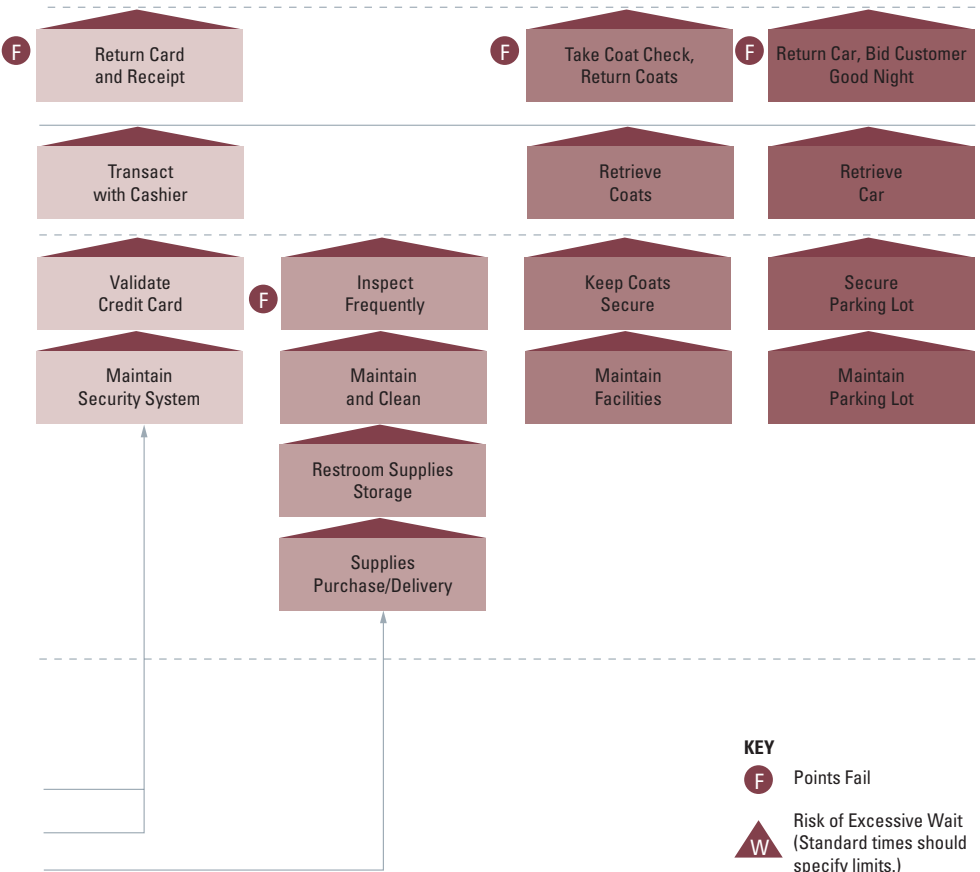 F
Return Card
and Receipt
F
Take Coat Check,
Return Coats
F
Return Car, Bid Customer
Good Night
Transact
with Cashier
Retrieve
Coats
Retrieve
Car
Validate
Credit Card
F
Inspect
Frequently
Keep Coats
Secure
Secure
Parking Lot
Maintain
Security System
Maintain
and Clean
Maintain
Facilities
Maintain
Parking Lot
Restroom Supplies
Storage
Supplies
Purchase/Delivery
KEY
F
Points Fail
W
Risk of Excessive Wait
(Standard times should
specify limits.)